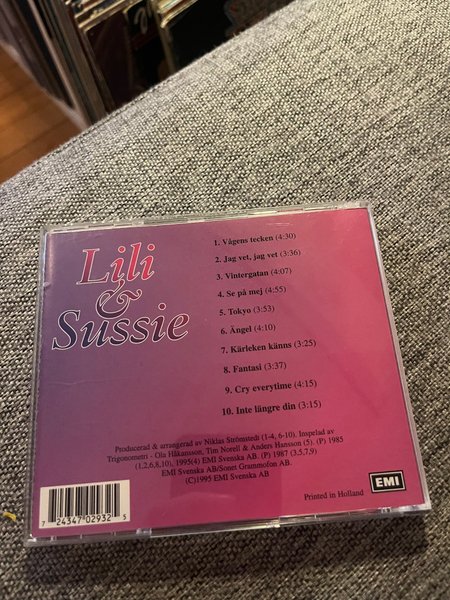 Lili
&
Sussie
1. Vågens tecken (4:30)
2. Jag vet, jag vet (3:36)
3. Vintergatan (4:07)
4. Se på mej (4:55)
5. Tokyo (3:53)
6. Ängel (4:10)
7. Kärleken känns (3:25)
8. Fantasi (3:37)
9. Cry everytime (4:15)
10. Inte längre din (3:15)
Producerad & arrangerad av Niklas Strömstedt (1-4, 6-10). Inspelad av
Trigonometri - Ola Håkansson, Tim Norell & Anders Hansson (5). (P) 1985
(1,2,6,8,10), 1995(4) EMI Svenska AB. (P) 1987 (3,5,7,9)
EMI Svenska AB/Sonet Grammofon AB.
(C)1995 EMI Svenska AB
7 24347 02932 5
Printed in Holland
EMI